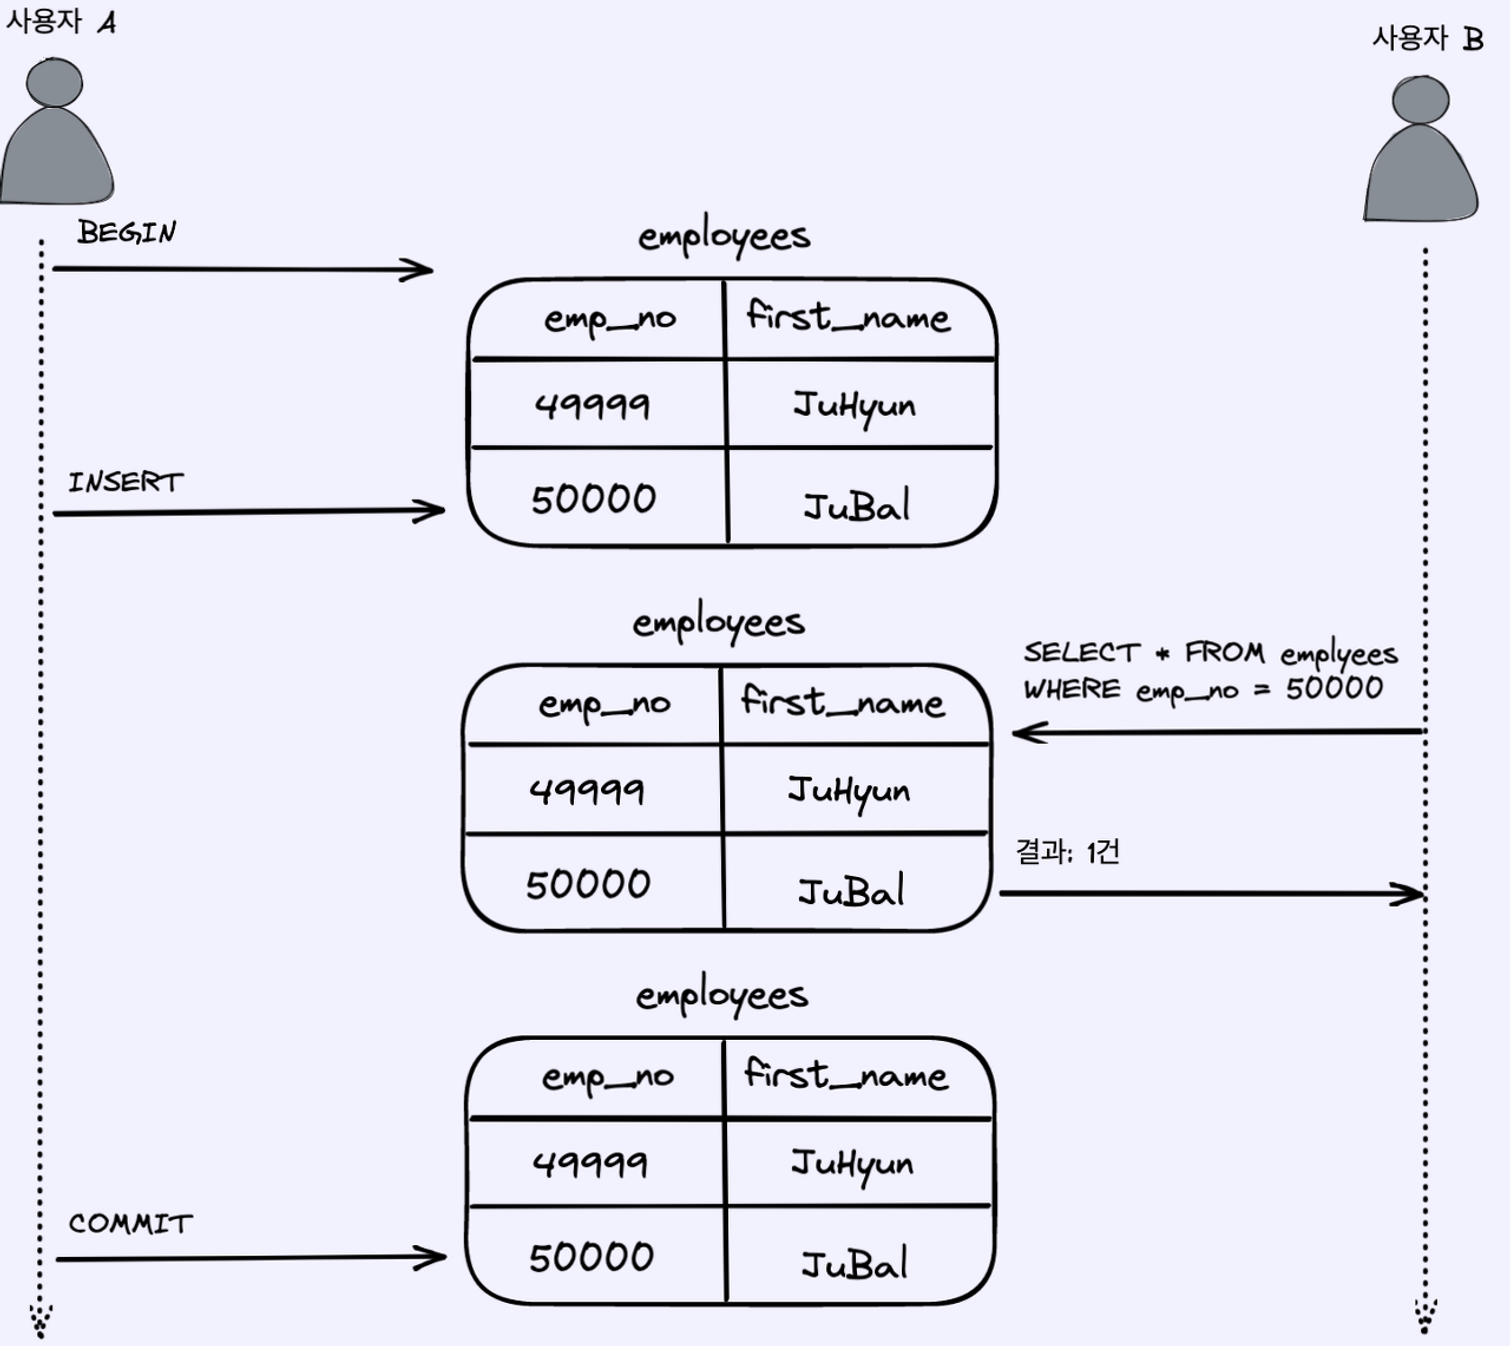 사용자 A
사용자 B
BEGIN
employees
emp_no first_name
49999 JuHyun
INSERT
50000 JuBal
employees
SELECT * FROM emplyees
WHERE emp_no = 50000
emp_no first_name
49999 JuHyun
결과: 1건
50000 JuBal
employees
emp_no first_name
49999 JuHyun
COMMIT
50000 JuBal